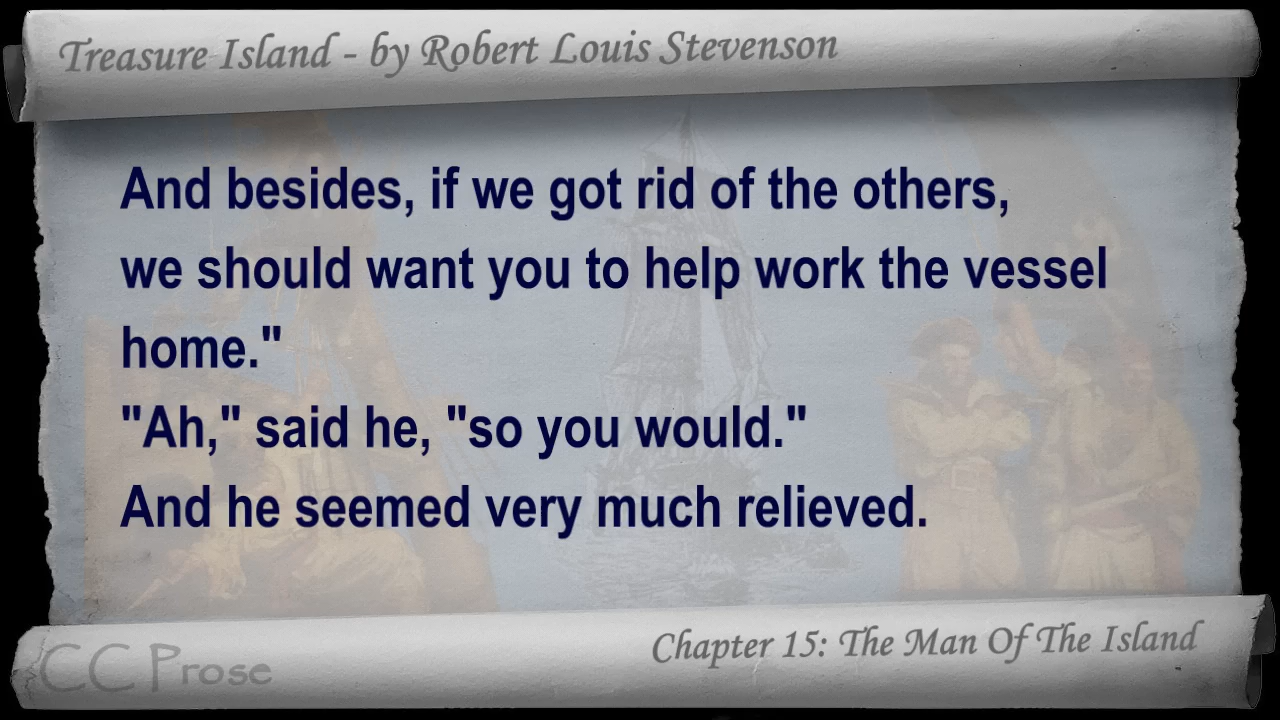 Treasure Island - by Robert Louis Stevenson
And besides, if we got rid of the others,
we should want you to help work the vessel
home."
"Ah," said he, "so you would."
And he seemed very much relieved.
Chapter 15: The Man Of The Island
CC Prose